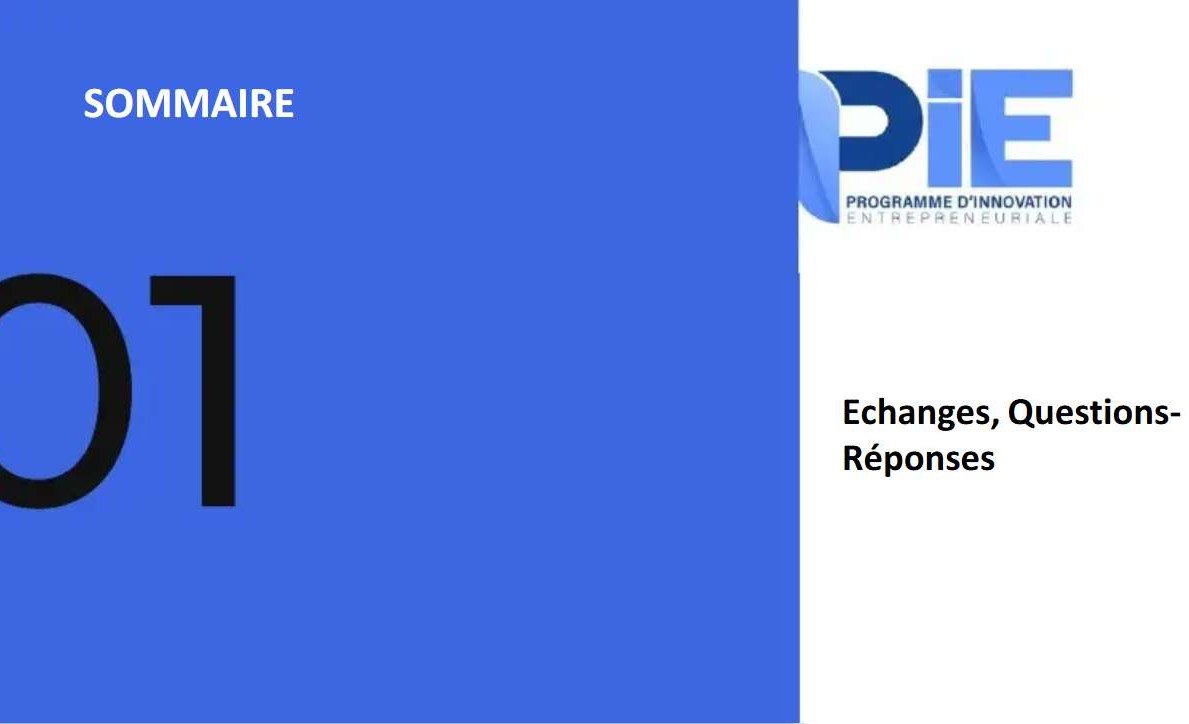 SOMMAIRE
PiE
PROGRAMME D'INNOVATION
ENTREPRENEURIALE
01
Echanges, Questions-
Réponses